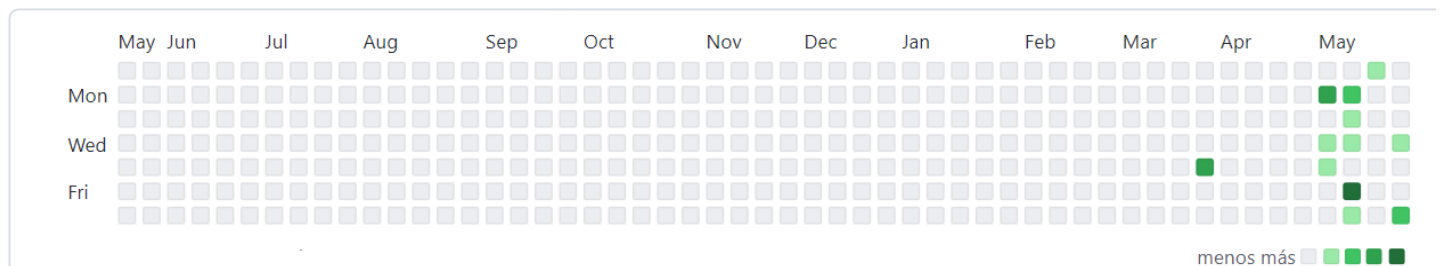 May Jun Jul Aug Sep Oct Nov Dec Jan Feb Mar Apr May
Mon
Wed
Fri
menos más